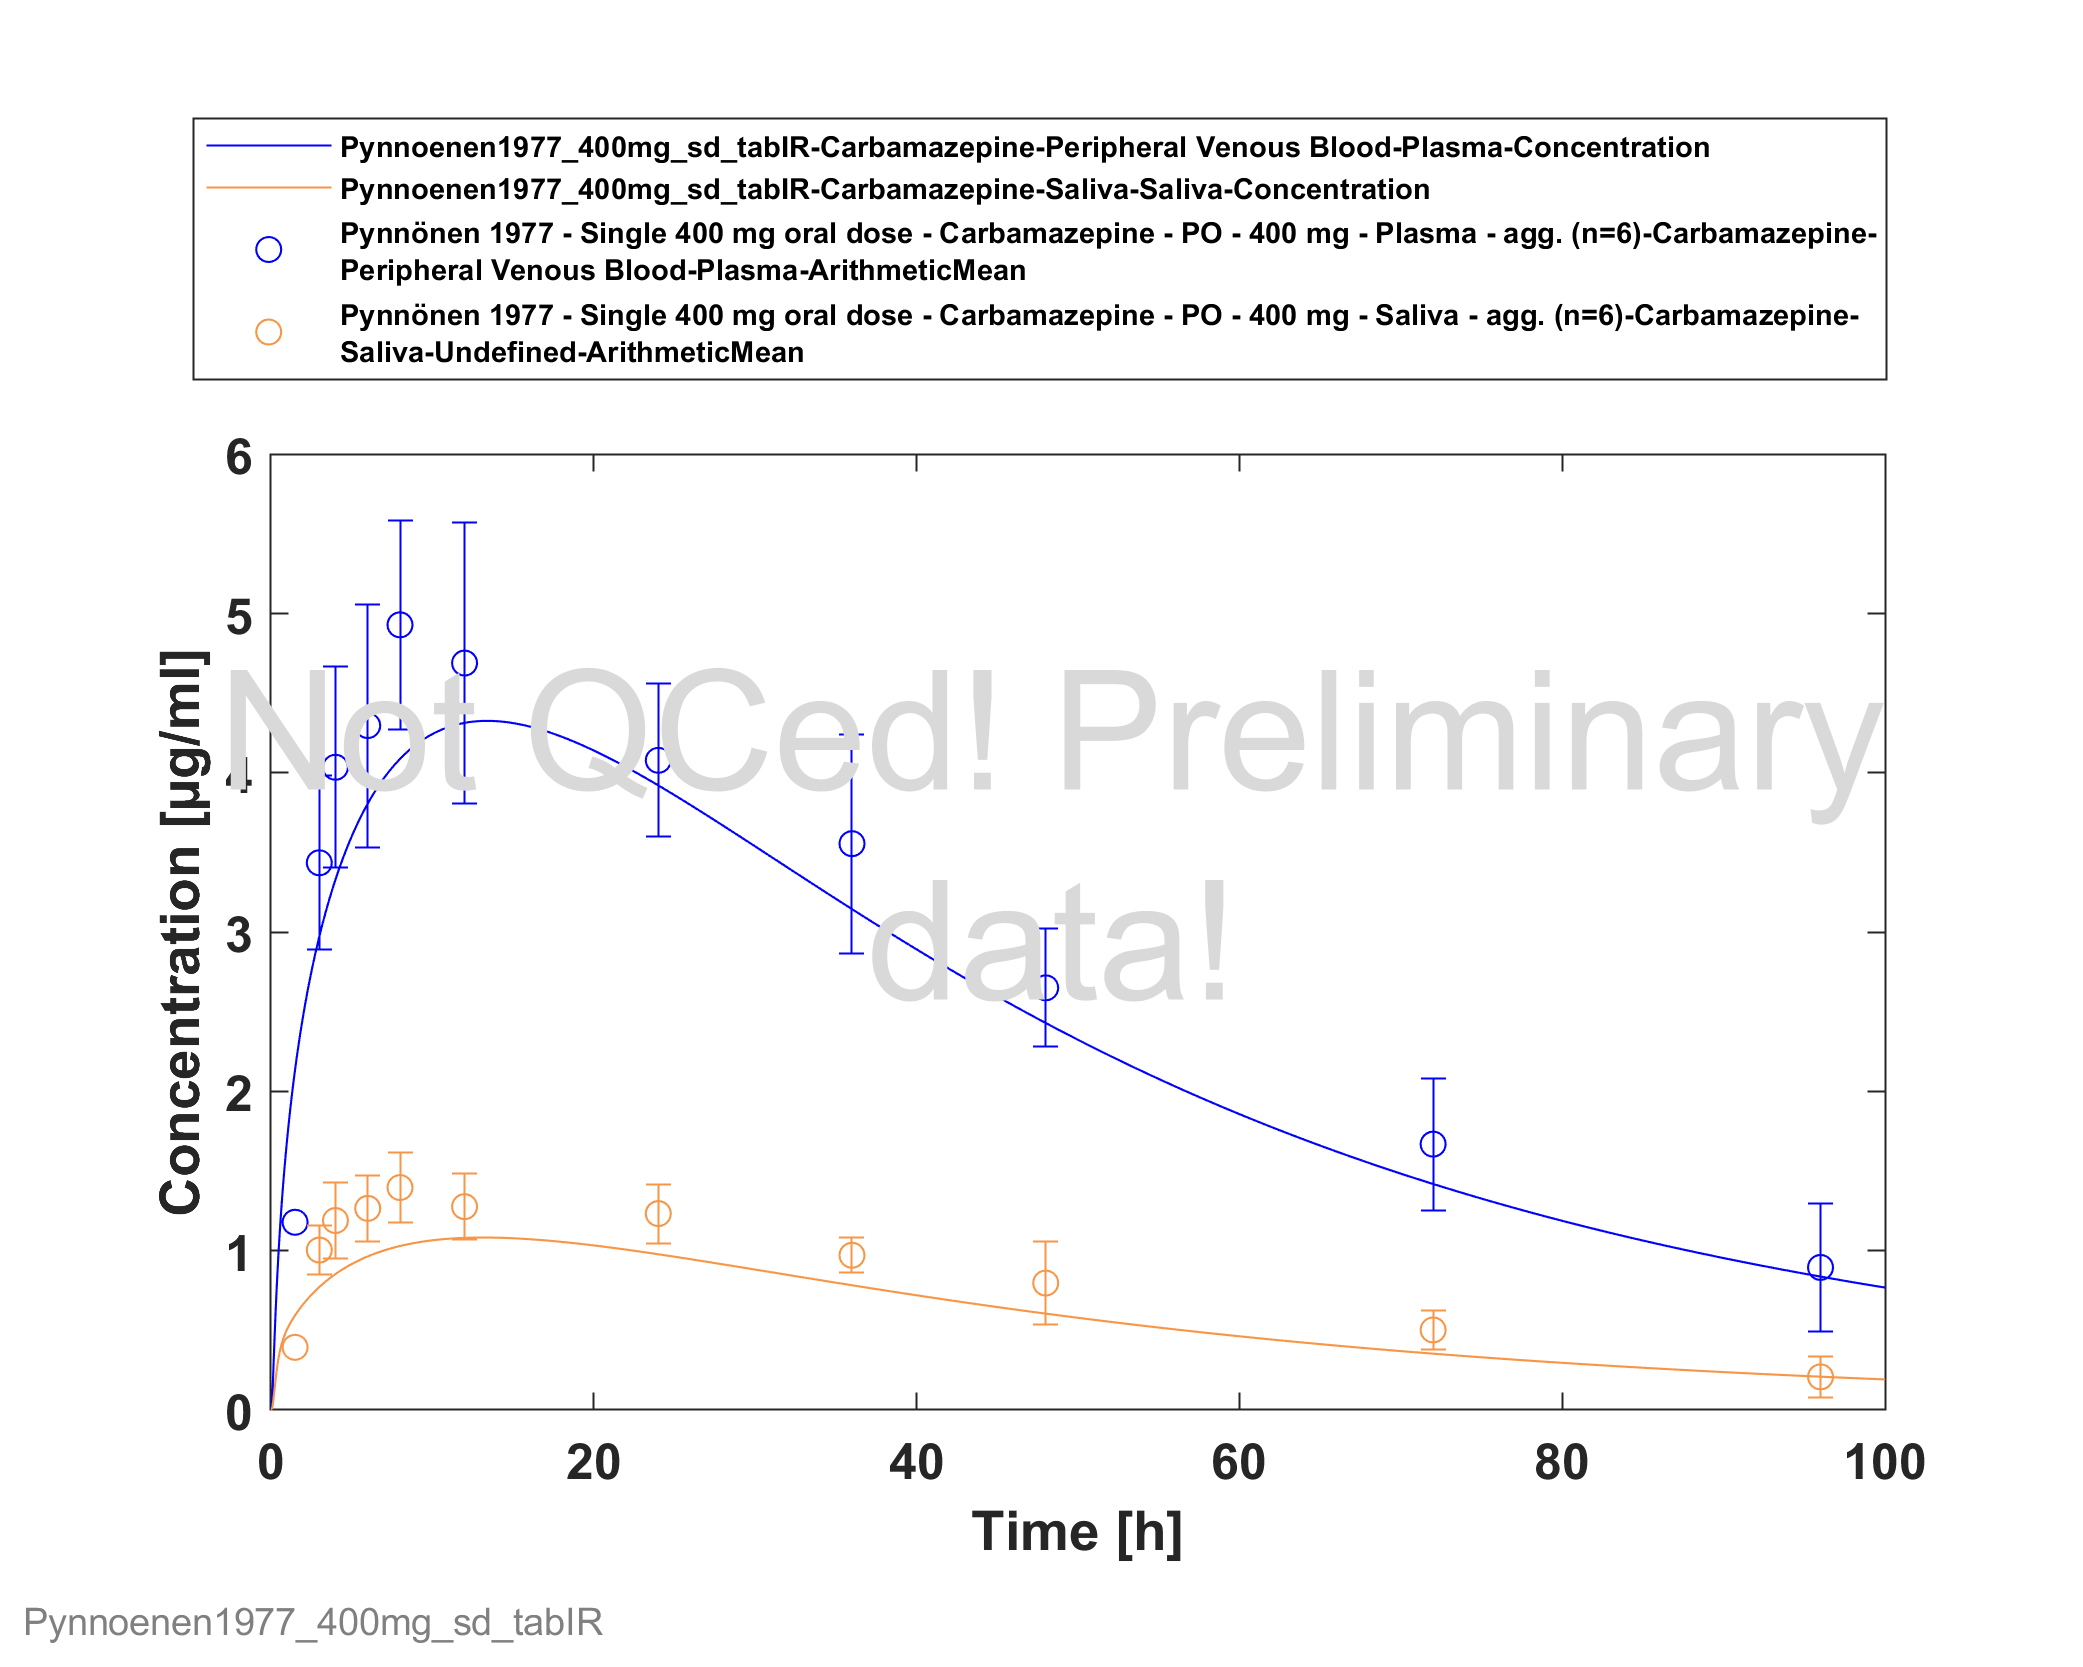 Pynnoenen1977_400mg_sd_tabIR-Carbamazepine-Peripheral Venous Blood-Plasma-Concentration
Pynnoenen1977_400mg_sd_tabIR-Carbamazepine-Saliva-Saliva-Concentration
Pynnönen 1977 - Single 400 mg oral dose - Carbamazepine - PO - 400 mg - Plasma - agg. (n=6)-Carbamazepine-
Peripheral Venous Blood-Plasma-ArithmeticMean
Pynnönen 1977 - Single 400 mg oral dose - Carbamazepine - PO - 400 mg - Saliva - agg. (n=6)-Carbamazepine-
Saliva-Undefined-ArithmeticMean
6
5
4
3
2
1
0
Concentration [µg/ml]
Not QCed! Preliminary
data!
0 20 40 60 80 100
Time [h]
Pynnoenen1977_400mg_sd_tabIR